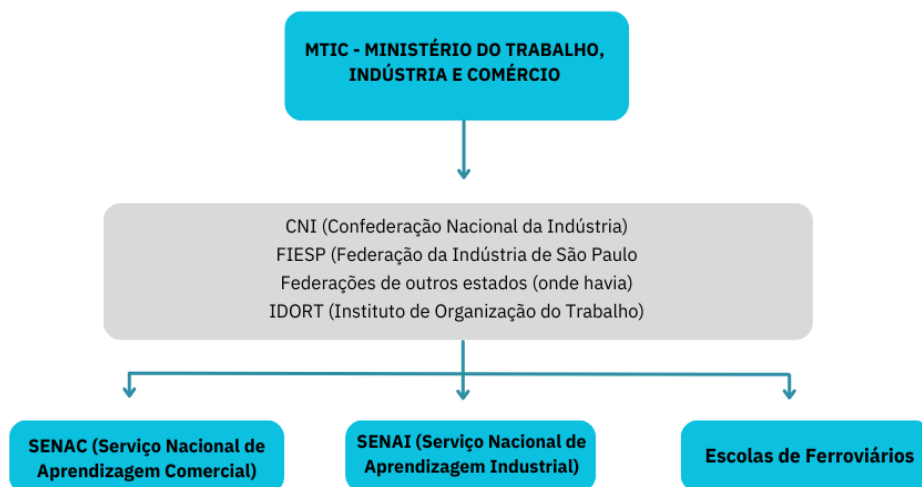 MTIC - MINISTÉRIO DO TRABALHO,
INDÚSTRIA E COMÉRCIO
CNI (Confederação Nacional da Indústria)
FIESP (Federação da Indústria de São Paulo
Federações de outros estados (onde havia)
IDORT (Instituto de Organização do Trabalho)
SENAC (Serviço Nacional de
Aprendizagem Comercial)
SENAI (Serviço Nacional de
Aprendizagem Industrial)
Escolas de Ferroviários